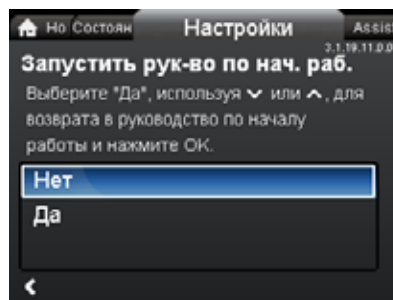 Но Состоян Настройки Assis
3.1.19.11.0.0
Запустить рук-во по нач. раб.
Выберите "Да", используя ⌄ или ⌃, для
возврата в руководство по началу
работы и нажмите OK.
Нет
Да